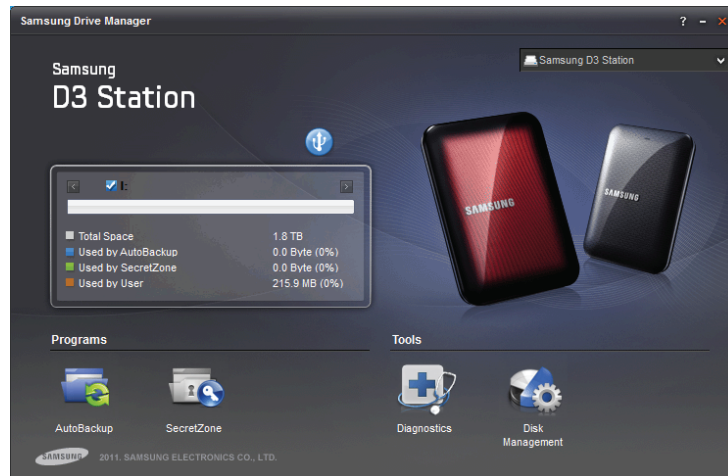 Samsung Drive Manager
? - ×
Samsung D3 Station
Samsung
D3 Station
I:
Total Space 1.8 TB
Used by AutoBackup 0.0 Byte (0%)
Used by SecretZone 0.0 Byte (0%)
Used by User 215.9 MB (0%)
SAMSUNG
SAMSUNG
Programs
Tools
AutoBackup
SecretZone
Diagnostics
Disk
Management
SAMSUNG 2011. SAMSUNG ELECTRONICS CO., LTD.